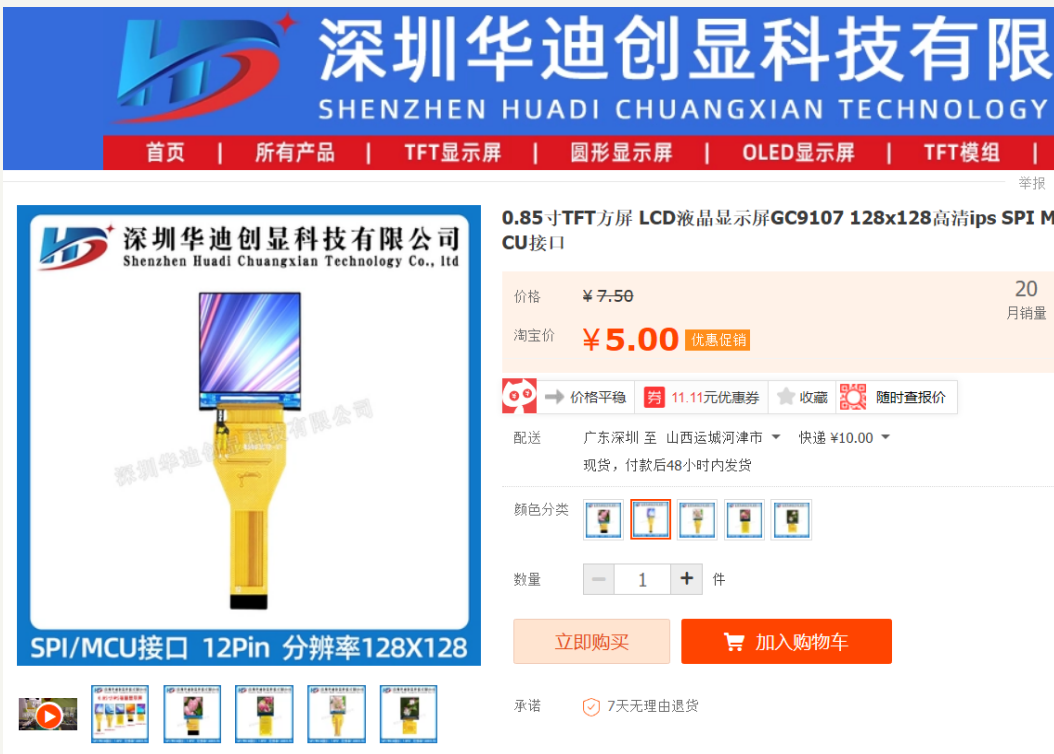 深圳华迪创显科技有限
SHENZHEN HUADI CHUANGXIAN TECHNOLOGY
首页 | 所有产品 | TFT显示屏 | 圆形显示屏 | OLED显示屏 | TFT模组 |
举报
深圳华迪创显科技有限公司
Shenzhen Huadi Chuangxian Technology Co., ltd
深圳华迪创显科技有限公司
SPI/MCU接口 12Pin 分辨率128X128
0.85寸TFT方屏 LCD液晶显示屏GC9107 128x128高清ips SPI M
CU接口
价格 ¥7.50
20
月销量
淘宝价 ¥5.00 优惠促销
价格平稳 券 11.11元优惠券 收藏 随时查报价
配送 广东深圳 至 山西运城河津市 快递 ¥10.00
现货，付款后48小时内发货
颜色分类
数量 − 1 + 件
立即购买 加入购物车
承诺 7天无理由退货